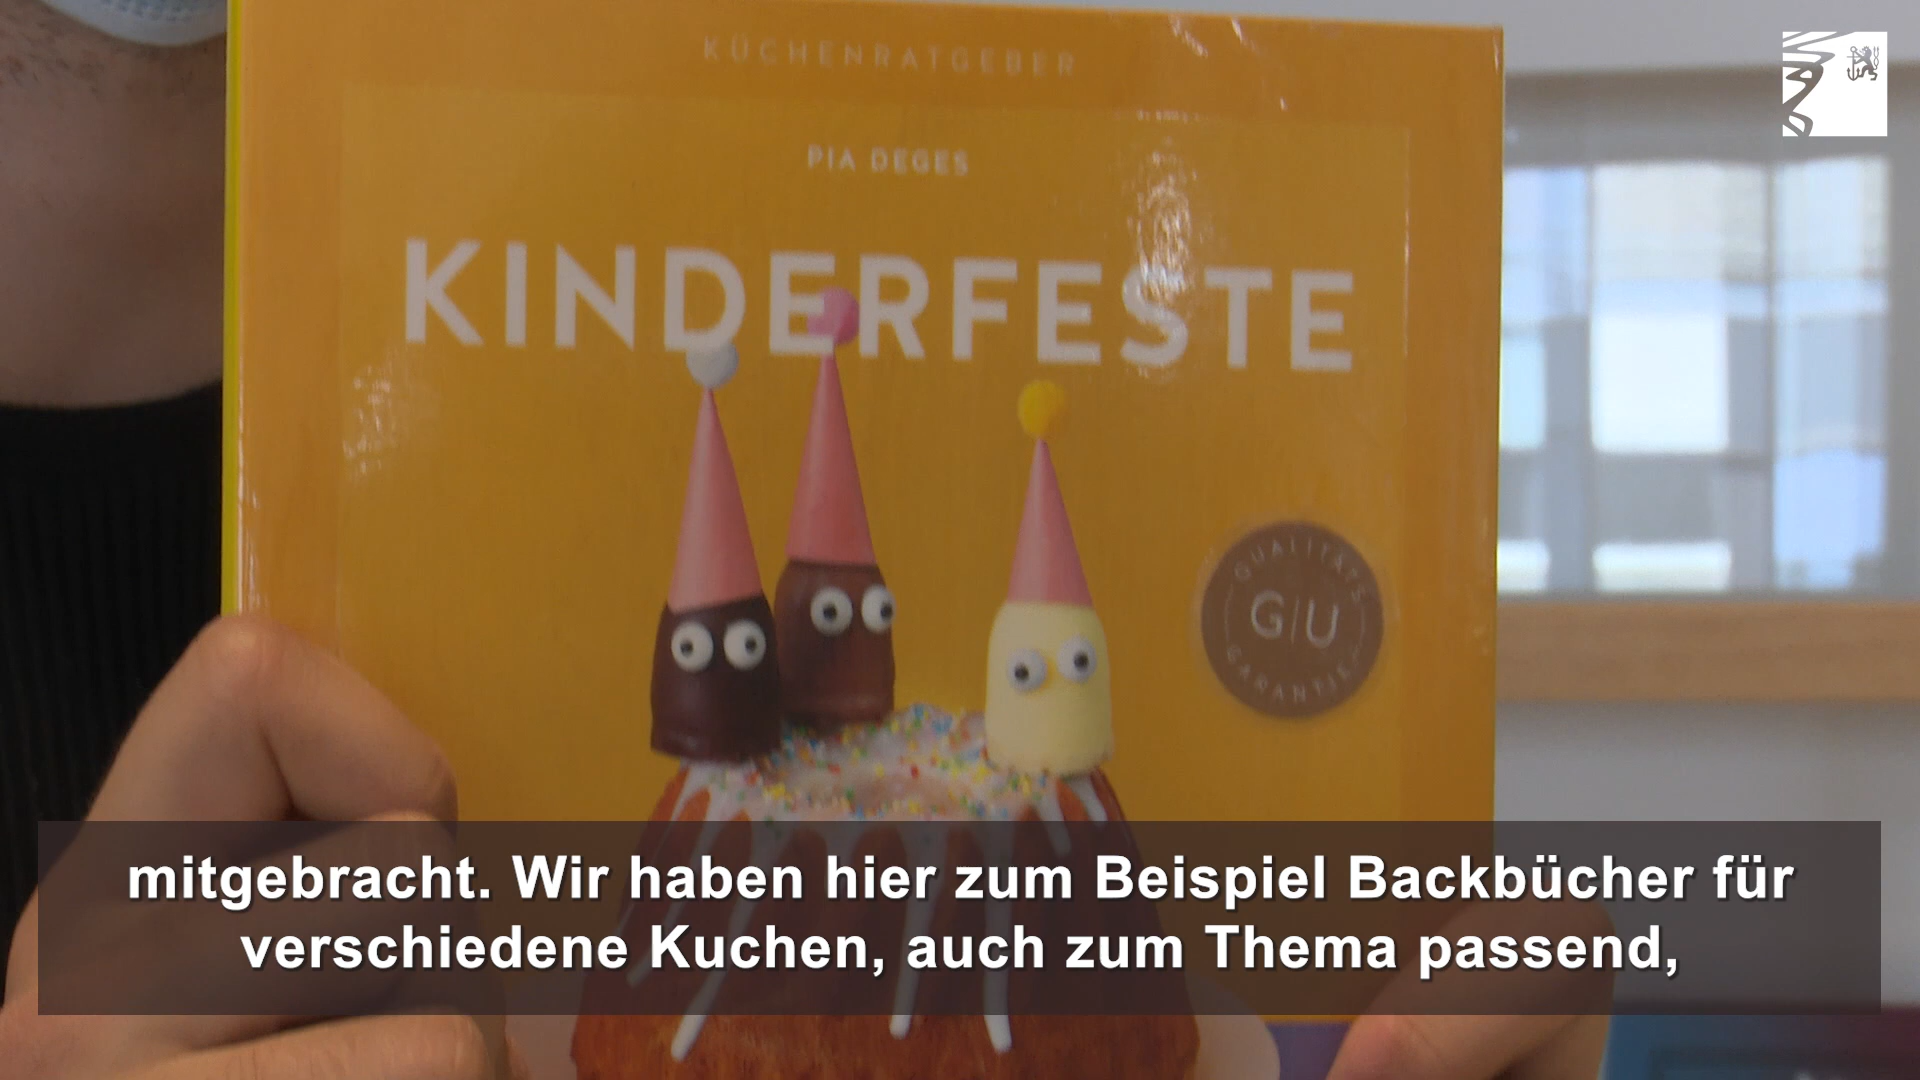 KÜCHENRATGEBER
PIA DEGES
KINDERFESTE
QUALITÄTS
G|U
GARANTIE
mitgebracht. Wir haben hier zum Beispiel Backbücher für
verschiedene Kuchen, auch zum Thema passend,